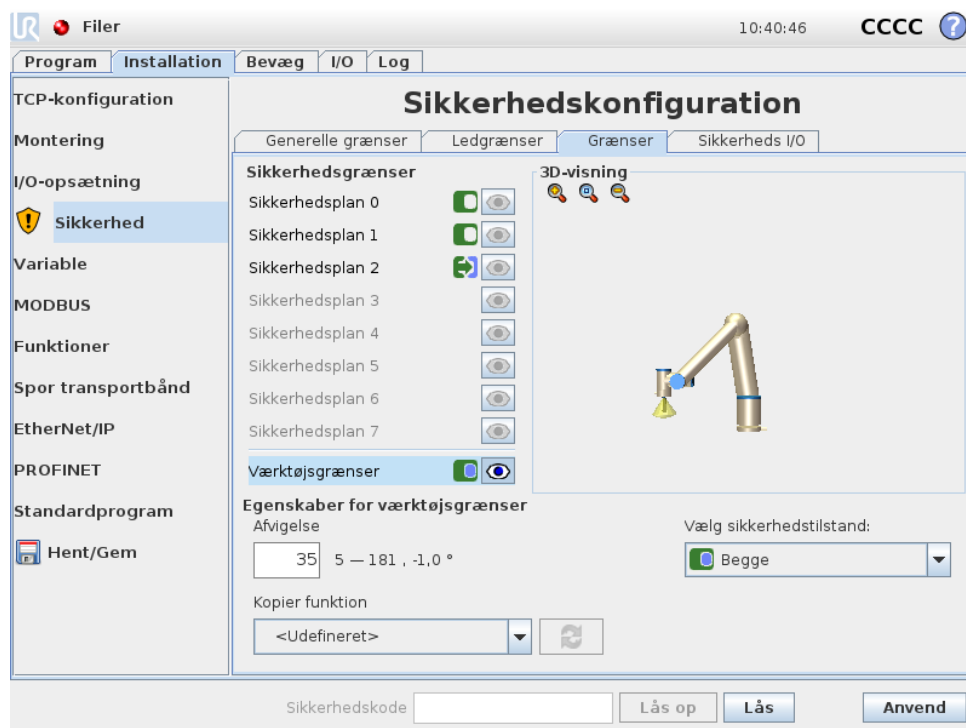 UR Filer 10:40:46 CCCC ?
Program Installation Bevæg I/O Log
TCP-konfiguration
Montering
I/O-opsætning
Sikkerhed
Variable
MODBUS
Funktioner
Spor transportbånd
EtherNet/IP
PROFINET
Standardprogram
Hent/Gem
Sikkerhedskonfiguration
Generelle grænser Ledgrænser Grænser Sikkerheds I/O
Sikkerhedsgrænser
Sikkerhedsplan 0
Sikkerhedsplan 1
Sikkerhedsplan 2
Sikkerhedsplan 3
Sikkerhedsplan 4
Sikkerhedsplan 5
Sikkerhedsplan 6
Sikkerhedsplan 7
Værktøjsgrænser
3D-visning
Egenskaber for værktøjsgrænser
Afvigelse
35 5 — 181 , -1,0 °
Vælg sikkerhedstilstand:
Begge
Kopier funktion
<Udefineret>
Sikkerhedskode Lås op Lås Anvend